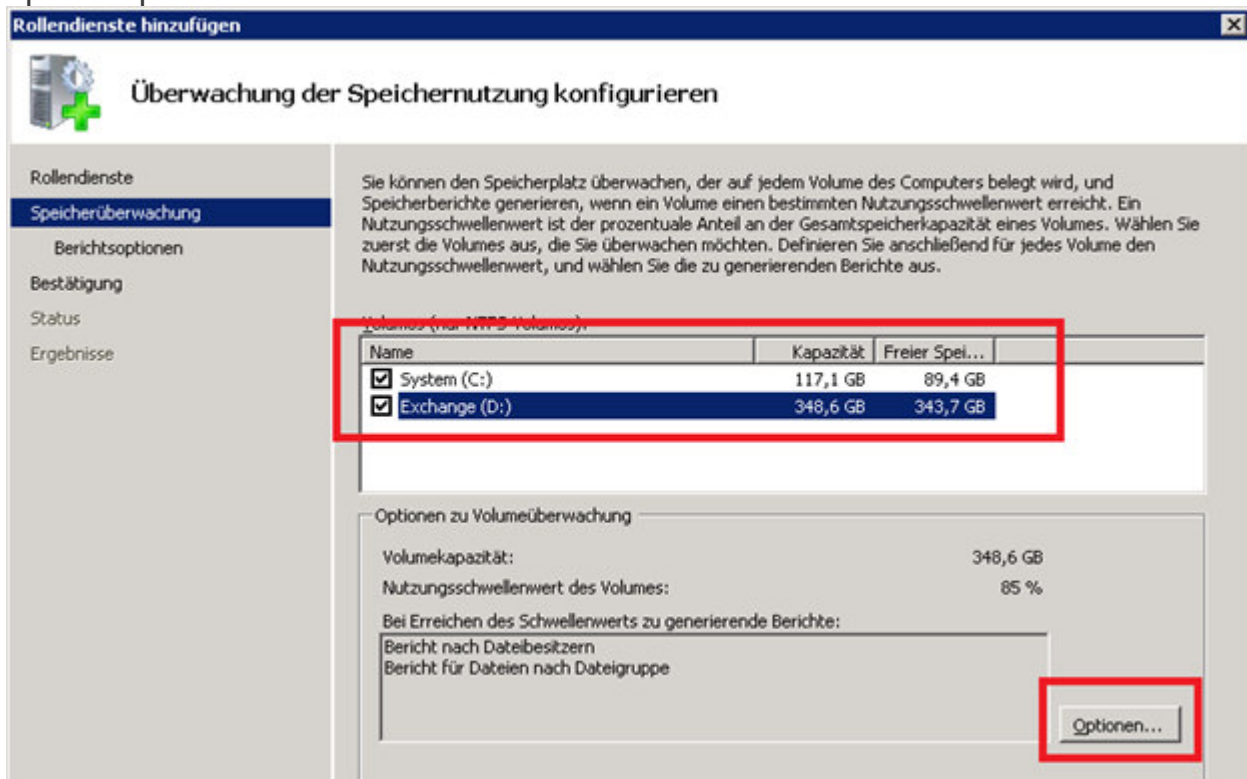 Rollendienste hinzufügen
Überwachung der Speichernutzung konfigurieren
Rollendienste
Speicherüberwachung
Berichtsoptionen
Bestätigung
Status
Ergebnisse
Sie können den Speicherplatz überwachen, der auf jedem Volume des Computers belegt wird, und
Speicherberichte generieren, wenn ein Volume einen bestimmten Nutzungsschwellenwert erreicht. Ein
Nutzungsschwellenwert ist der prozentuale Anteil an der Gesamtspeicherkapazität eines Volumes. Wählen Sie
zuerst die Volumes aus, die Sie überwachen möchten. Definieren Sie anschließend für jedes Volume den
Nutzungsschwellenwert, und wählen Sie die zu generierenden Berichte aus.
Volumes (nur NTFS-Volumes):
Name Kapazität Freier Spei...
System (C:) 117,1 GB 89,4 GB
Exchange (D:) 348,6 GB 343,7 GB
Optionen zu Volumeüberwachung
Volumekapazität: 348,6 GB
Nutzungsschwellenwert des Volumes: 85 %
Bei Erreichen des Schwellenwerts zu generierende Berichte:
Bericht nach Dateibesitzern
Bericht für Dateien nach Dateigruppe
Optionen...